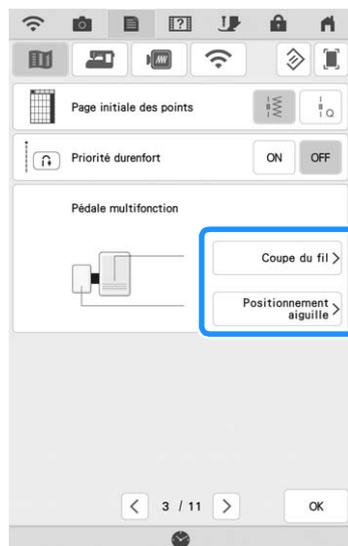 Page initiale des points
Q
Priorité durenfort
ON
OFF
Pédale multifonction
Coupe du fil >
Positionnement >
aiguille
< 3 / 11 >
OK